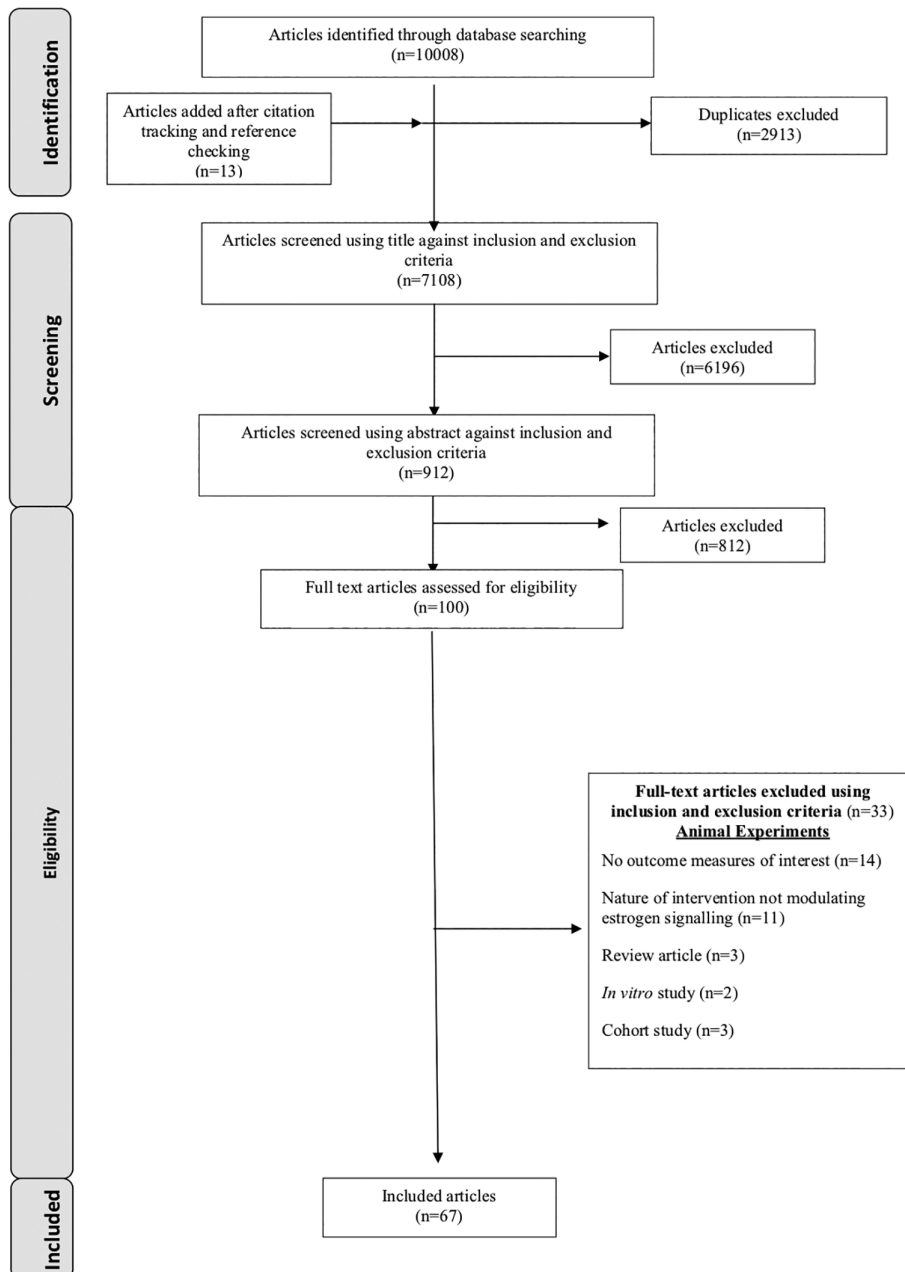 Identification
Articles identified through database searching
(n=10008)
Articles added after citation
tracking and reference
checking
(n=13)
Duplicates excluded
(n=2913)
Screening
Articles screened using title against inclusion and exclusion
criteria
(n=7108)
Articles excluded
(n=6196)
Articles screened using abstract against inclusion and
exclusion criteria
(n=912)
Eligibility
Articles excluded
(n=812)
Full text articles assessed for eligibility
(n=100)
Full-text articles excluded using
inclusion and exclusion criteria (n=33)
Animal Experiments
No outcome measures of interest (n=14)
Nature of intervention not modulating
estrogen signalling (n=11)
Review article (n=3)
In vitro study (n=2)
Cohort study (n=3)
Included
Included articles
(n=67)